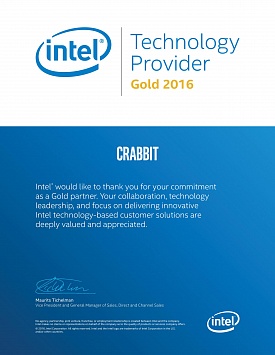 intel
Technology
Provider
Gold 2016
CRABBIT
Intel® would like to thank you for your commitment
as a Gold partner. Your collaboration, technology
leadership, and focus on delivering innovative
Intel technology-based customer solutions are
deeply valued and appreciated.
Maurits Tichelman
Vice President and General Manager of Sales, Direct and Channel Sales
intel